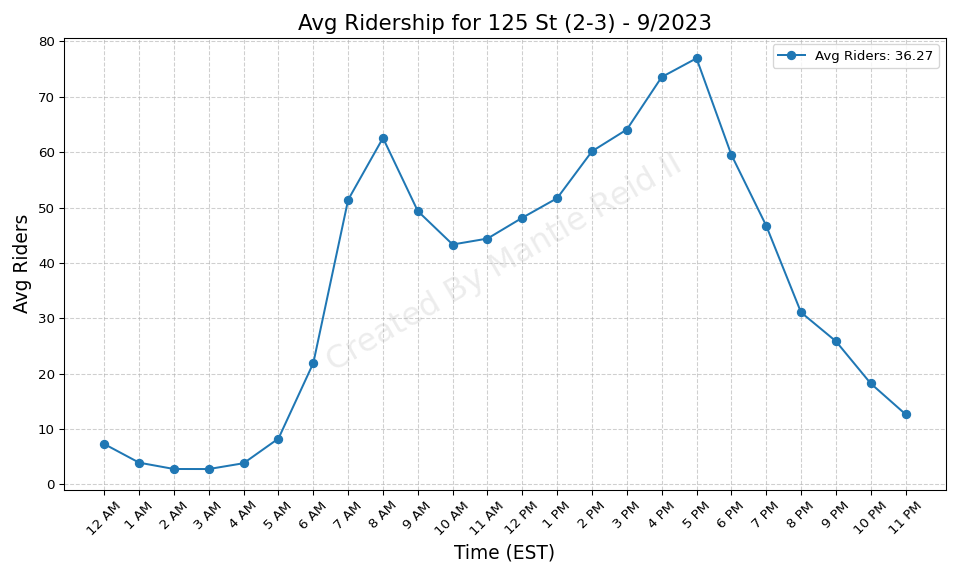 Avg Ridership for 125 St (2-3) - 9/2023
Avg Riders: 36.27
80
70
60
50
40
30
20
10
0
Avg Riders
Created By Mantle Reid II
12 AM
1 AM
2 AM
3 AM
4 AM
5 AM
6 AM
7 AM
8 AM
9 AM
10 AM
11 AM
12 PM
1 PM
2 PM
3 PM
4 PM
5 PM
6 PM
7 PM
8 PM
9 PM
10 PM
11 PM
Time (EST)